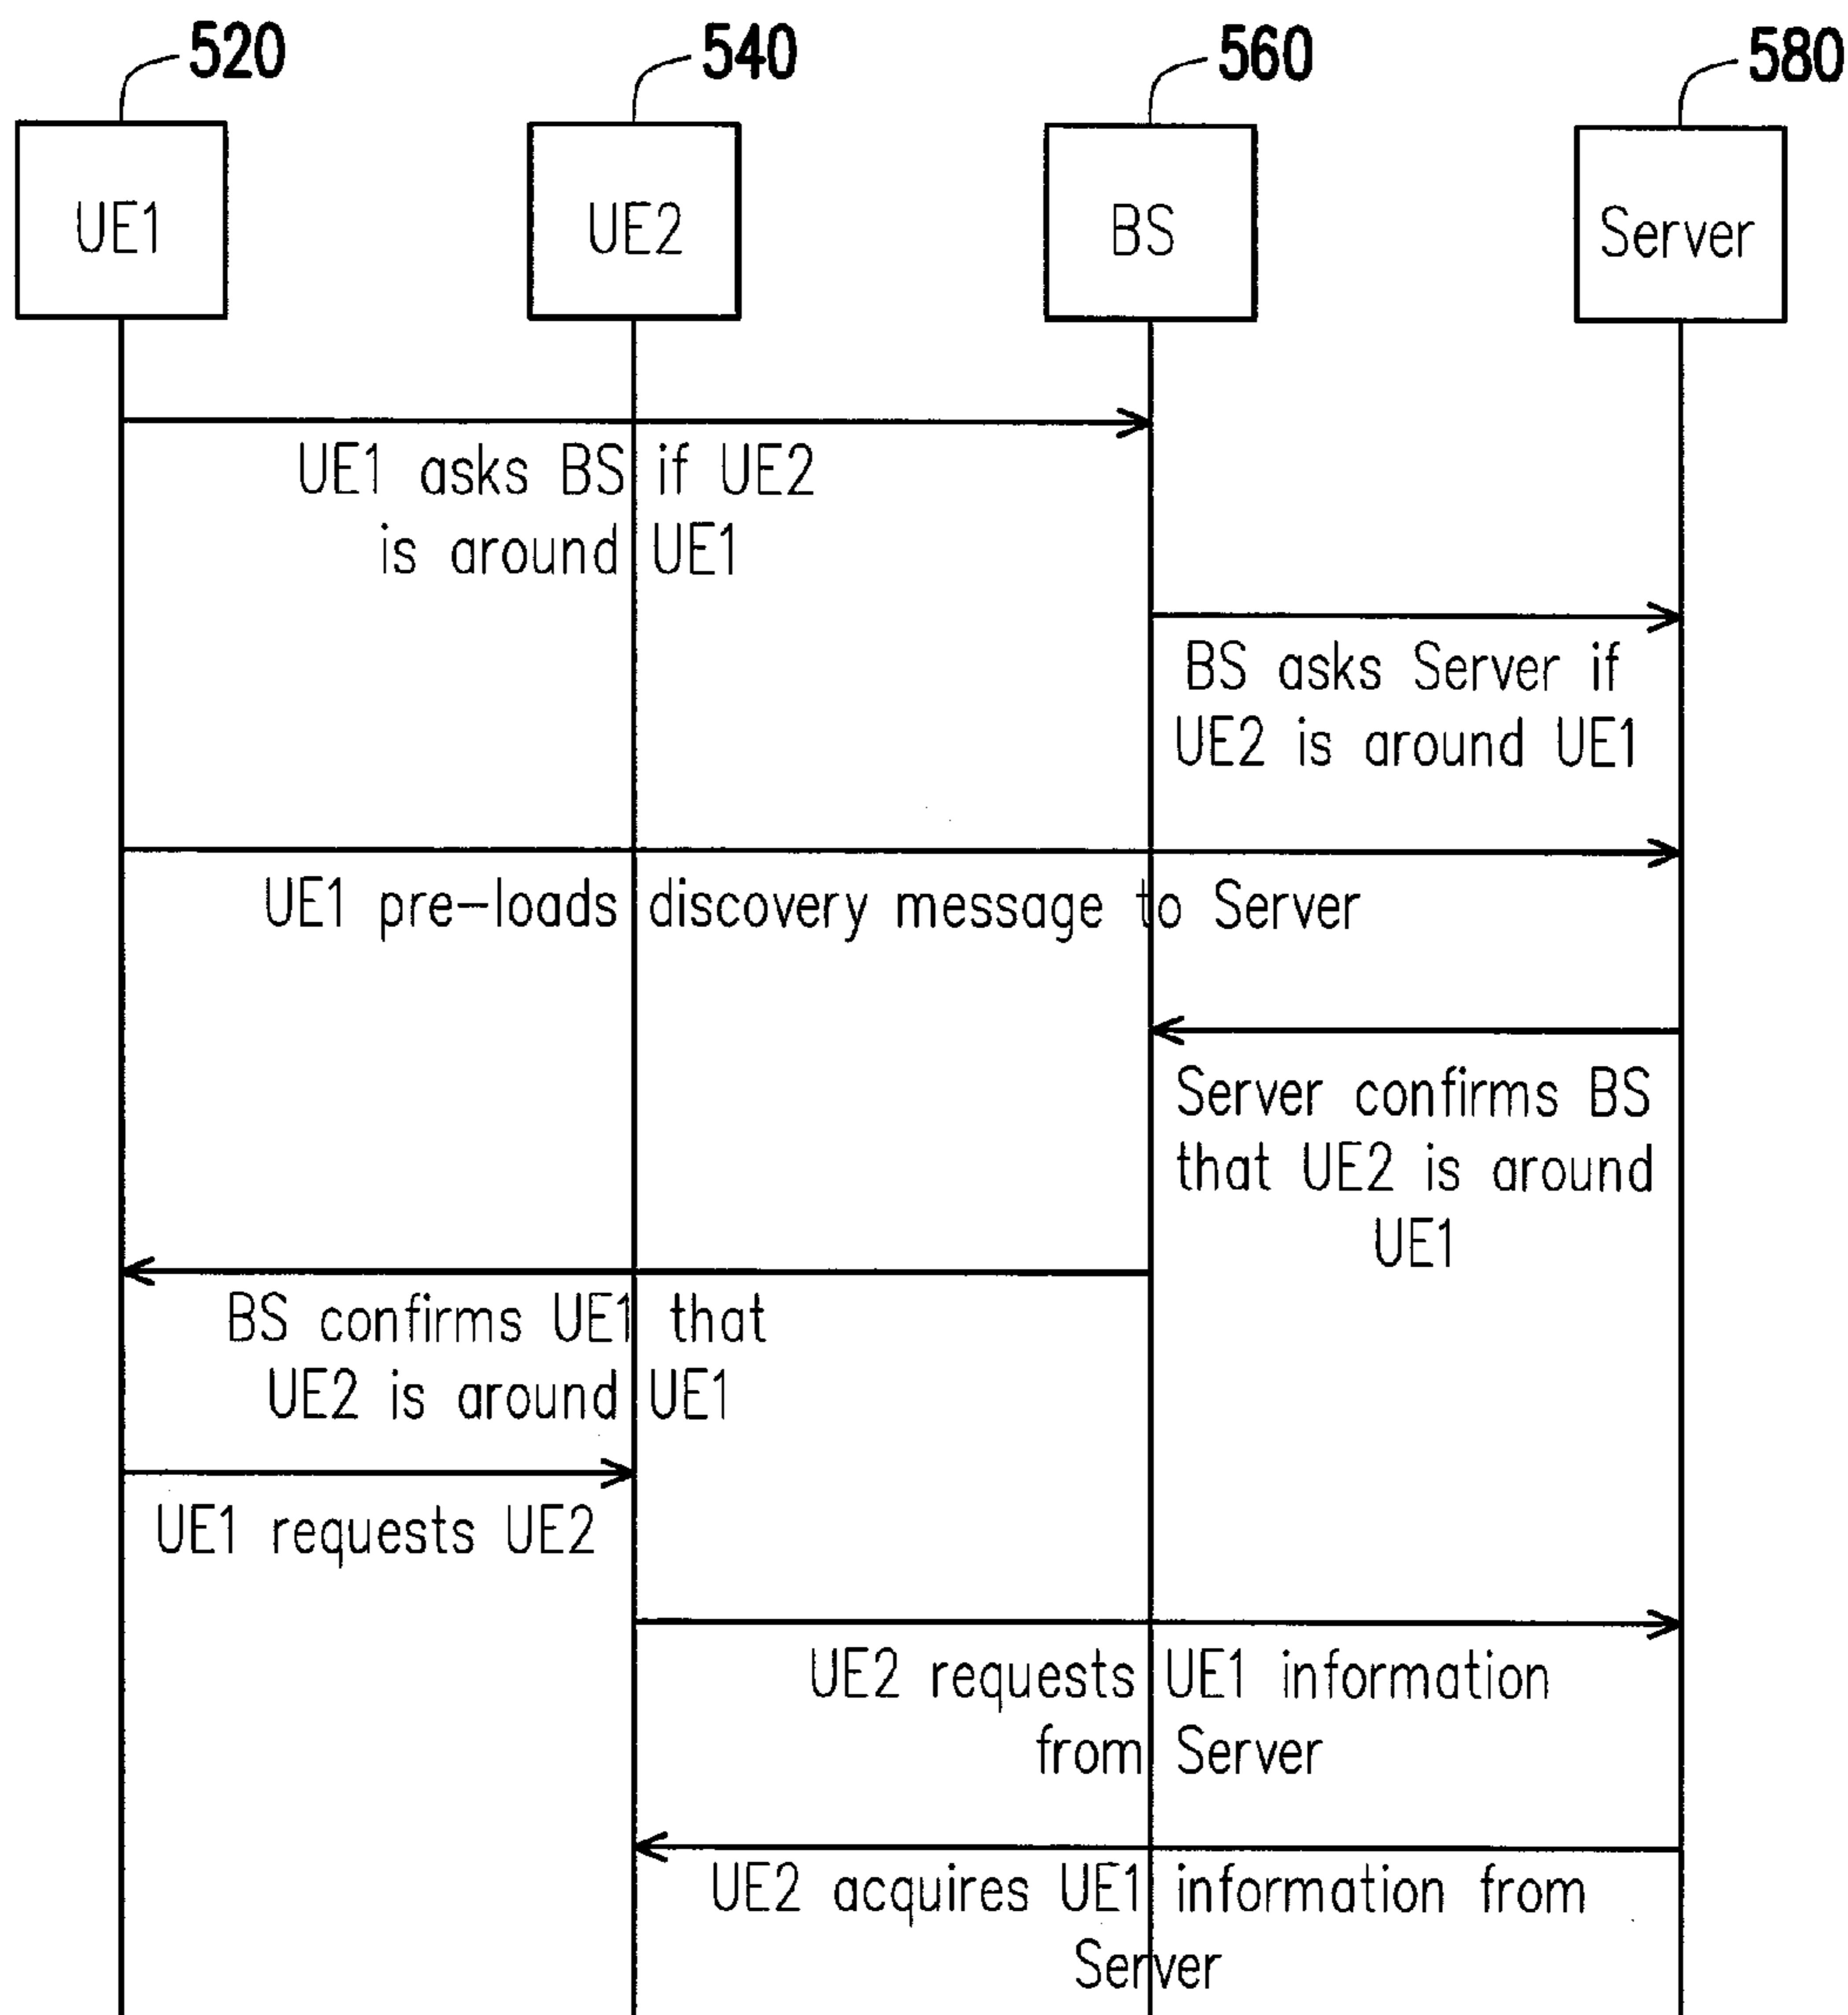 520 540 560 580
UE1 UE2 BS Server
UE1 asks BS if UE2
is around UE1
BS asks Server if
UE2 is around UE1
UE1 pre-loads discovery message to Server
Server confirms BS
that UE2 is around
UE1
BS confirms UE1 that
UE2 is around UE1
UE1 requests UE2
UE2 requests UE1 information
from Server
UE2 acquires UE1 information from
Server